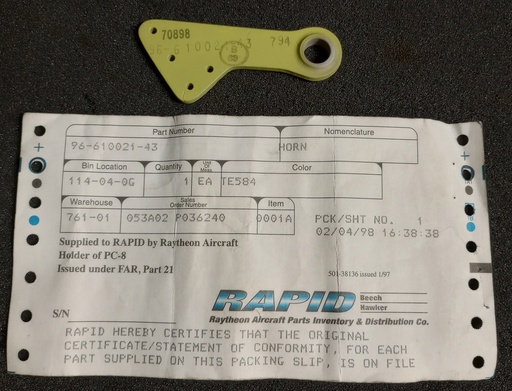 70898
794
Part Number
Nomenclature
96-610021-43
HORN
Bin Location
Quantity
Unit Of Meas.
Color
114-04-0G
1
EA
TE584
Warehouse
Sales Order Number
Item
761-01
053A02 P036240
0001A
PCK/SHT NO. 1
02/04/98 16:38:38
Supplied to RAPID by Raytheon Aircraft
Holder of PC-8
Issued under FAR, Part 21
501-38136 issued 1/97
RAPID
Beech
Hawker
S/N
Raytheon Aircraft Parts Inventory & Distribution Co.
RAPID HEREBY CERTIFIES THAT THE ORIGINAL
CERTIFICATE/STATEMENT OF CONFORMITY, FOR EACH
PART SUPPLIED ON THIS PACKING SLIP, IS ON FILE